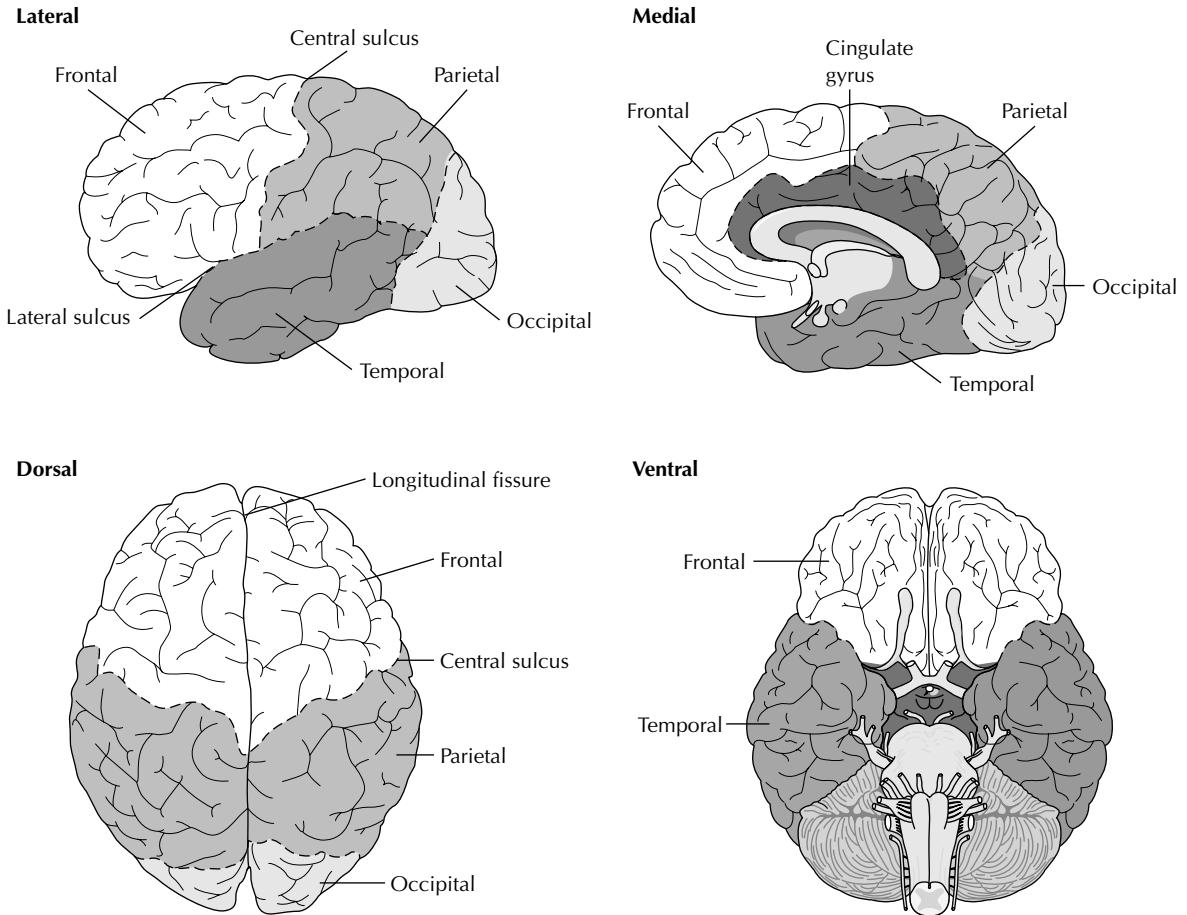 Lateral
Central sulcus
Frontal
Parietal
Lateral sulcus
Occipital
Temporal
Medial
Cingulate
gyrus
Frontal
Parietal
Occipital
Temporal
Dorsal
Longitudinal fissure
Frontal
Central sulcus
Parietal
Occipital
Ventral
Frontal
Temporal